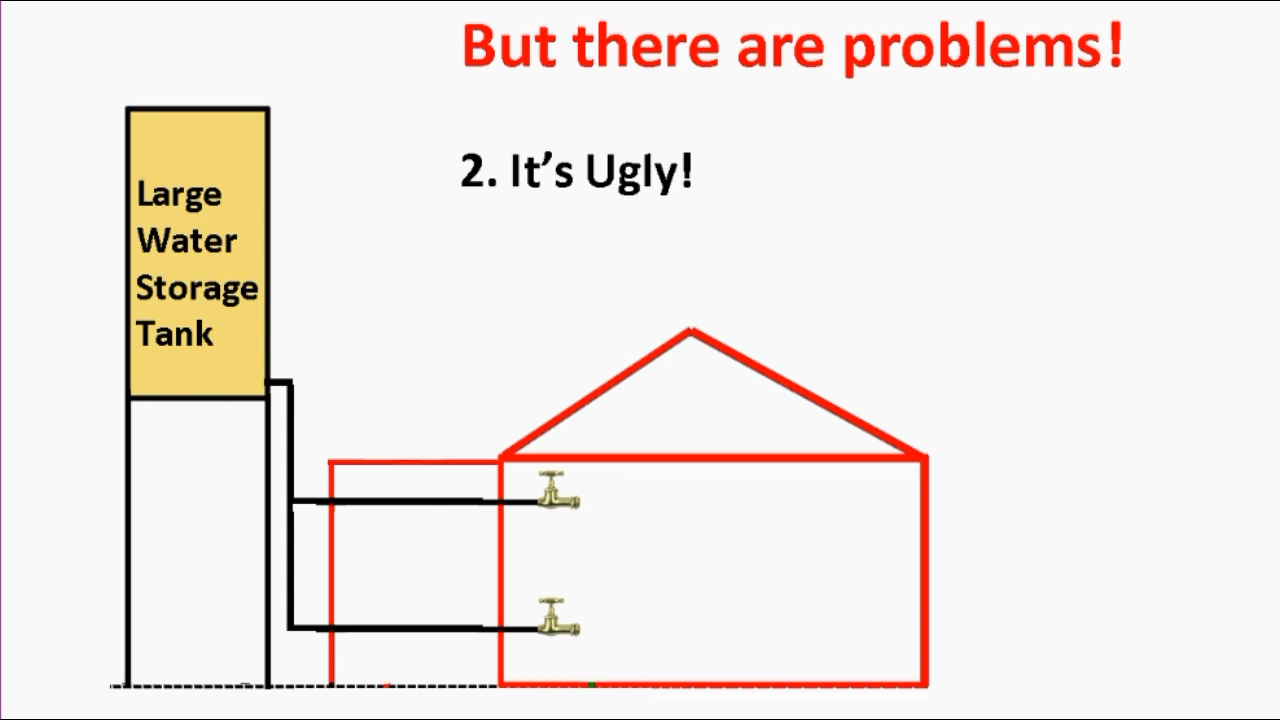 But there are problems!
2. It’s Ugly!
Large
Water
Storage
Tank